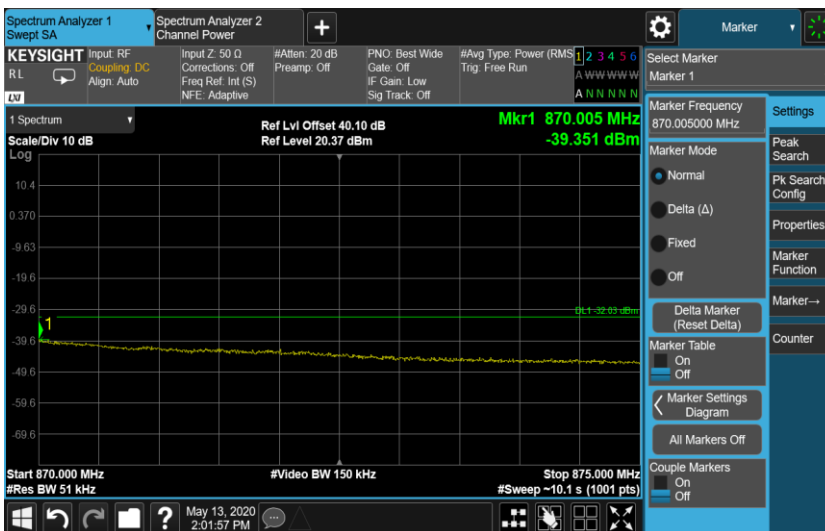 Spectrum Analyzer 1
Swept SA
Spectrum Analyzer 2
Channel Power
+
Marker
KEYSIGHT
RL
LXI
Input: RF
Coupling: DC
Align: Auto
Input Z: 50 Ω
Corrections: Off
Freq Ref: Int (S)
NFE: Adaptive
#Atten: 20 dB
Preamp: Off
PNO: Best Wide
Gate: Off
IF Gain: Low
Sig Track: Off
#Avg Type: Power (RMS
Trig: Free Run
1 2 3 4 5 6
A W W W W W
A N N N N N
Select Marker
Marker 1
1 Spectrum
Scale/Div 10 dB
Log
Ref Lvl Offset 40.10 dB
Ref Level 20.37 dBm
Mkr1 870.005 MHz
-39.351 dBm
10.4
0.370
-9.63
-19.6
-29.6
-39.6
-49.6
-59.6
-69.6
1
DL1 -32.03 dBm
Start 870.000 MHz
#Res BW 51 kHz
#Video BW 150 kHz
Stop 875.000 MHz
#Sweep ~10.1 s (1001 pts)
Marker Frequency
870.005000 MHz
Marker Mode
Normal
Delta (Δ)
Fixed
Off
Delta Marker
(Reset Delta)
Marker Table
On
Off
Marker Settings
Diagram
All Markers Off
Couple Markers
On
Off
Settings
Peak
Search
Pk Search
Config
Properties
Marker
Function
Marker→
Counter
?
May 13, 2020
2:01:57 PM